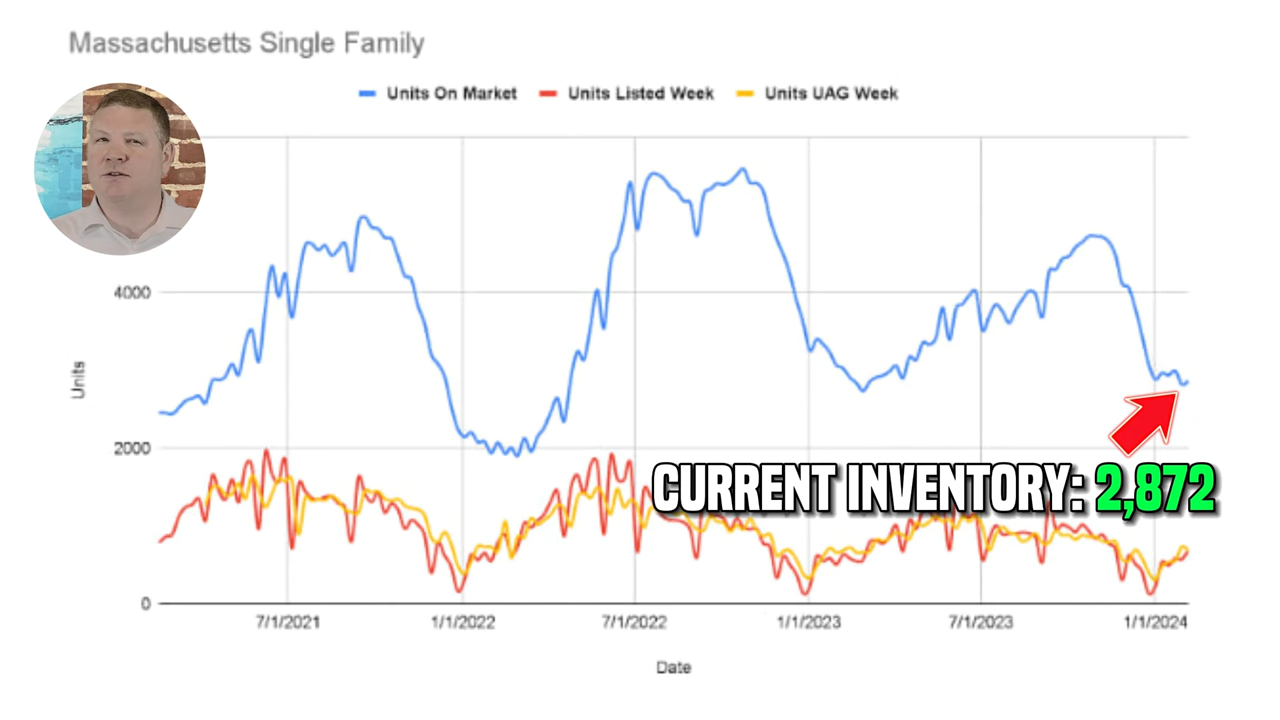 Massachusetts Single Family
Units On Market Units Listed Week Units UAG Week
4000
Units
2000
CURRENT INVENTORY: 2,872
0
7/1/2021 1/1/2022 7/1/2022 1/1/2023 7/1/2023 1/1/2024
Date